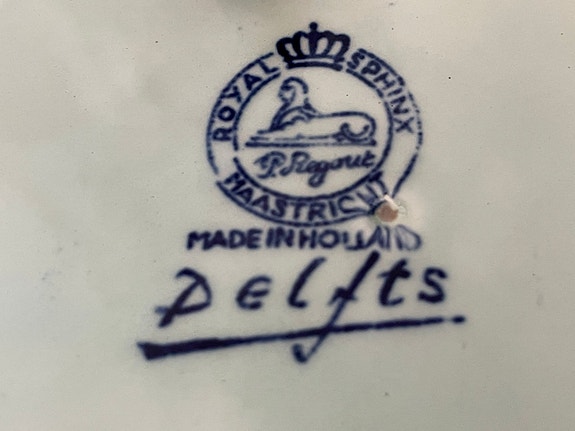 ROYAL SPHINX
P. Regout
MAASTRICHT
MADE IN HOLLAND
Delfts